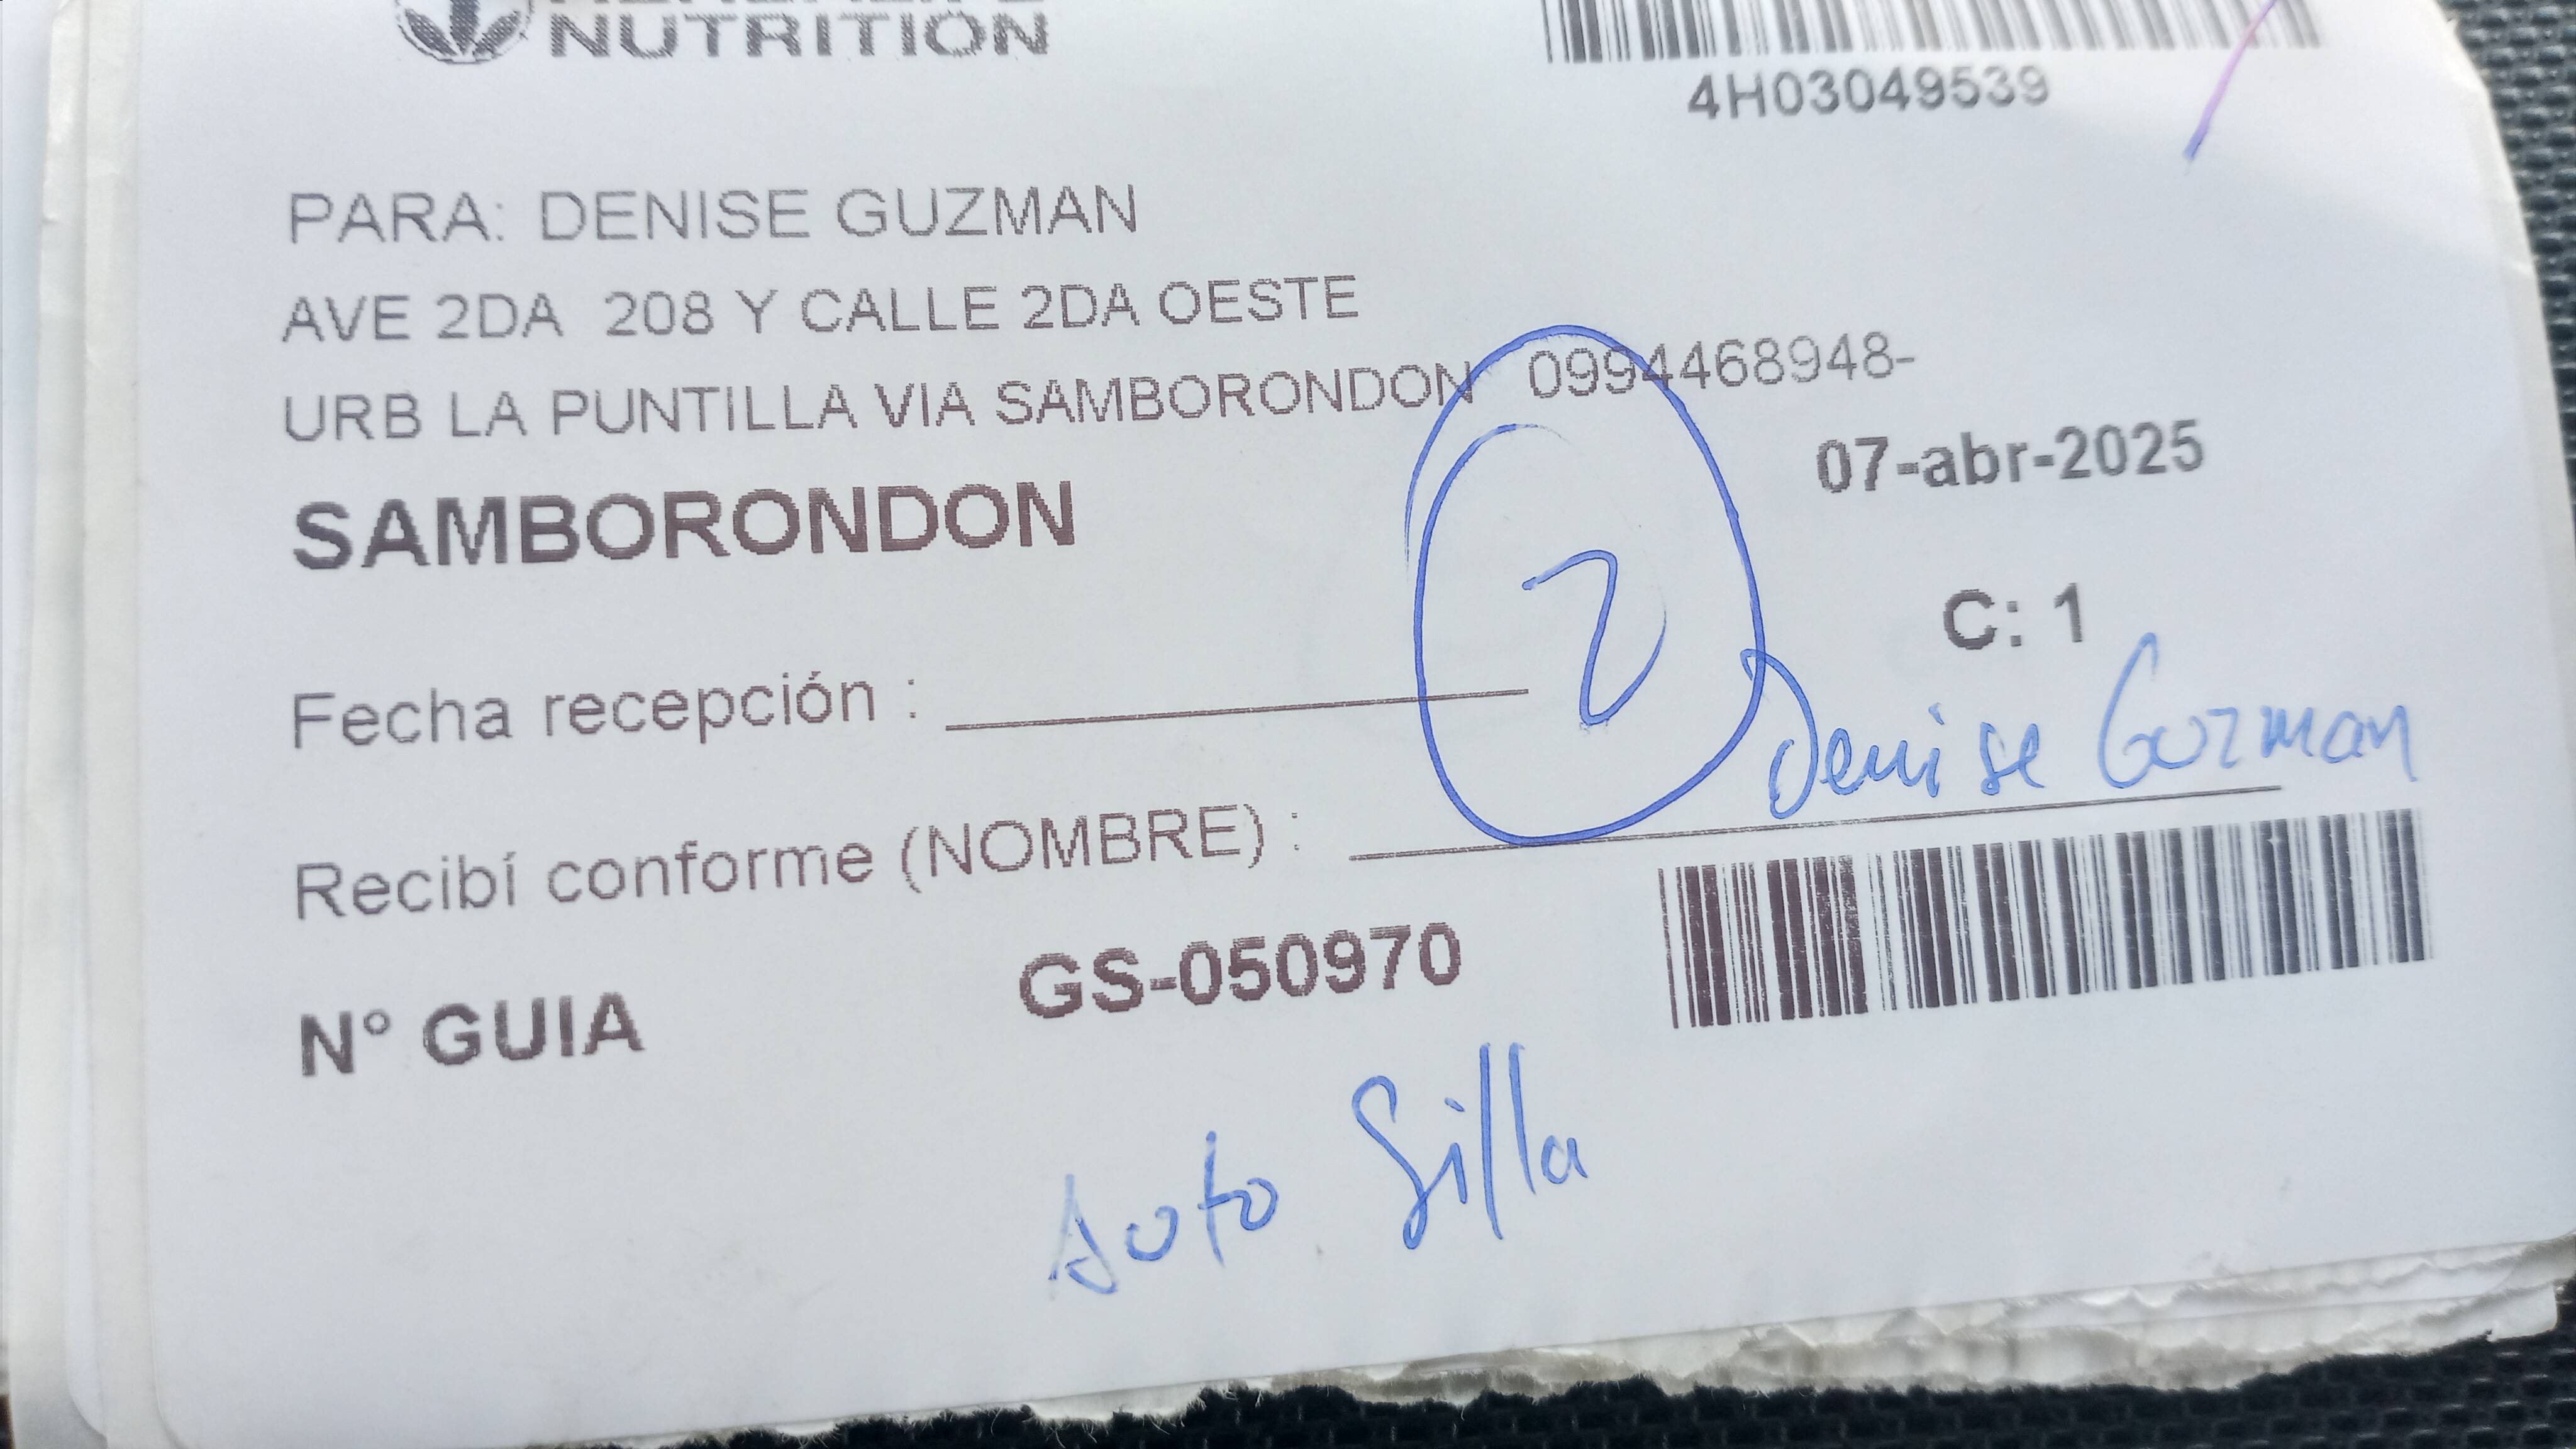 NUTRITION
4H03049539
PARA: DENISE GUZMAN
AVE 2DA 208 Y CALLE 2DA OESTE
URB LA PUNTILLA VIA SAMBORONDON 0994468948-
07-abr-2025
SAMBORONDON
C: 1
2
Fecha recepción :
Denise Guzman
Recibí conforme (NOMBRE) :
N° GUIA GS-050970
Auto Silla